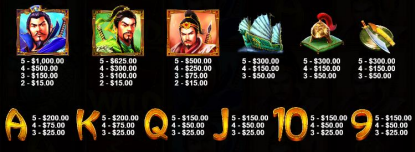 5 - $1,000.00
4 - $500.00
3 - $150.00
2 - $15.00
5 - $625.00
4 - $300.00
3 - $100.00
2 - $15.00
5 - $500.00
4 - $250.00
3 - $75.00
2 - $15.00
5 - $300.00
4 - $150.00
3 - $50.00
5 - $300.00
4 - $150.00
3 - $50.00
5 - $300.00
4 - $150.00
3 - $50.00
A
5 - $200.00
4 - $75.00
3 - $25.00
K
5 - $200.00
4 - $75.00
3 - $25.00
Q
5 - $150.00
4 - $50.00
3 - $25.00
J
5 - $150.00
4 - $50.00
3 - $25.00
10
5 - $150.00
4 - $50.00
3 - $25.00
9
5 - $150.00
4 - $50.00
3 - $25.00